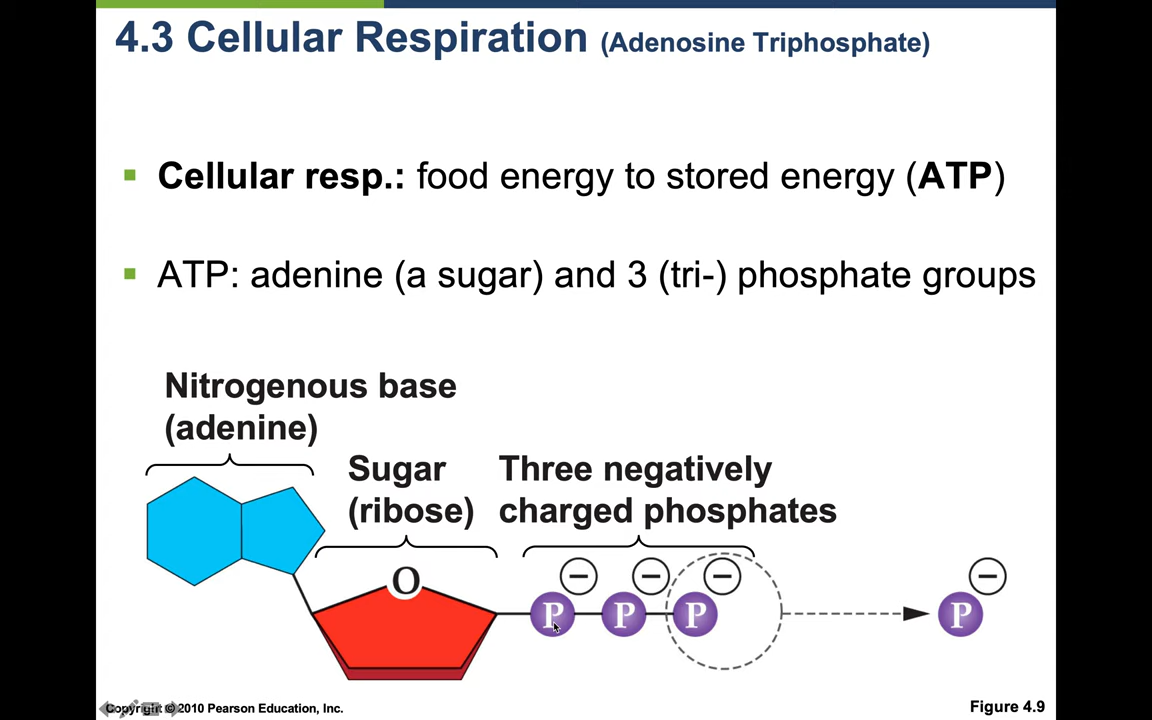 4.3 Cellular Respiration (Adenosine Triphosphate)
Cellular resp.: food energy to stored energy (ATP)
ATP: adenine (a sugar) and 3 (tri-) phosphate groups
Nitrogenous base
(adenine)
Sugar
(ribose)
Three negatively
charged phosphates
O
P
P
P
P
Copyright © 2010 Pearson Education, Inc.
Figure 4.9